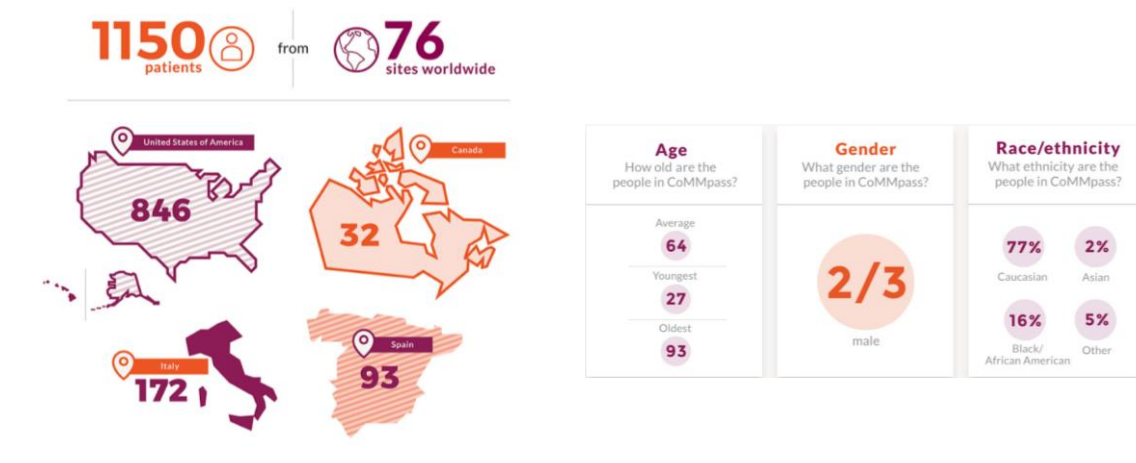 1150
patients
from
76
sites worldwide
United States of America
846
Canada
32
Italy
172
Spain
93
Age
How old are the
people in CoMMpass?
Average
64
Youngest
27
Oldest
93
Gender
What gender are the
people in CoMMpass?
2/3
male
Race/ethnicity
What ethnicity are the
people in CoMMpass?
77% 2%
Caucasian Asian
16% 5%
Black/
African American
Other